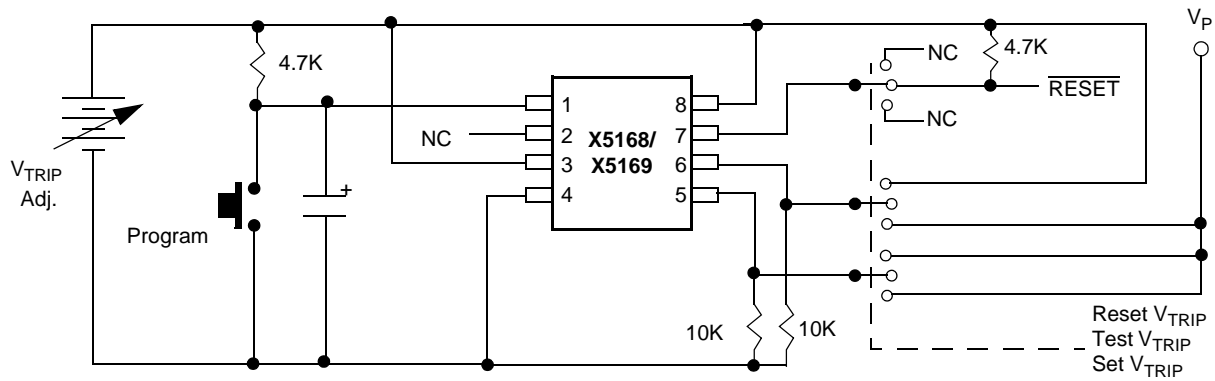 V_P
4.7K
NC
4.7K
RESET
NC
V_TRIP
Adj.
Program
NC
1
2
3
4
X5168/
X5169
8
7
6
5
+
10K
10K
Reset V_TRIP
Test V_TRIP
Set V_TRIP